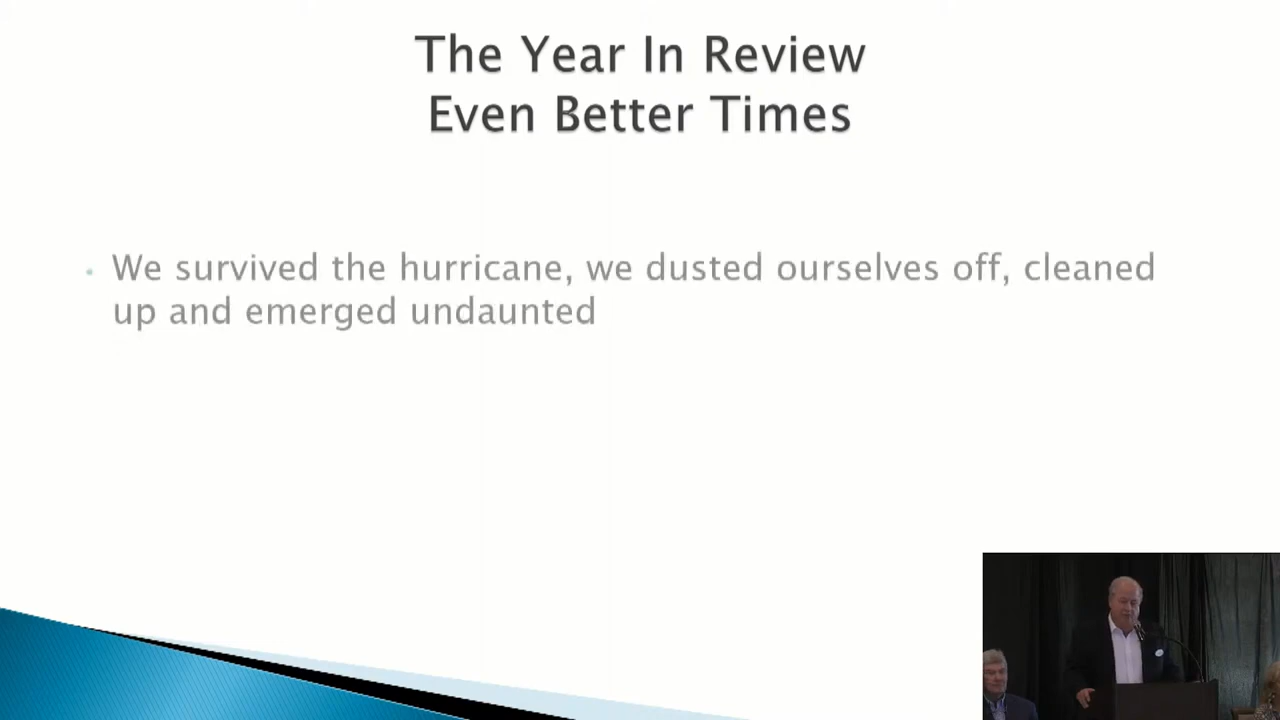 The Year In Review
Even Better Times
• We survived the hurricane, we dusted ourselves off, cleaned
up and emerged undaunted